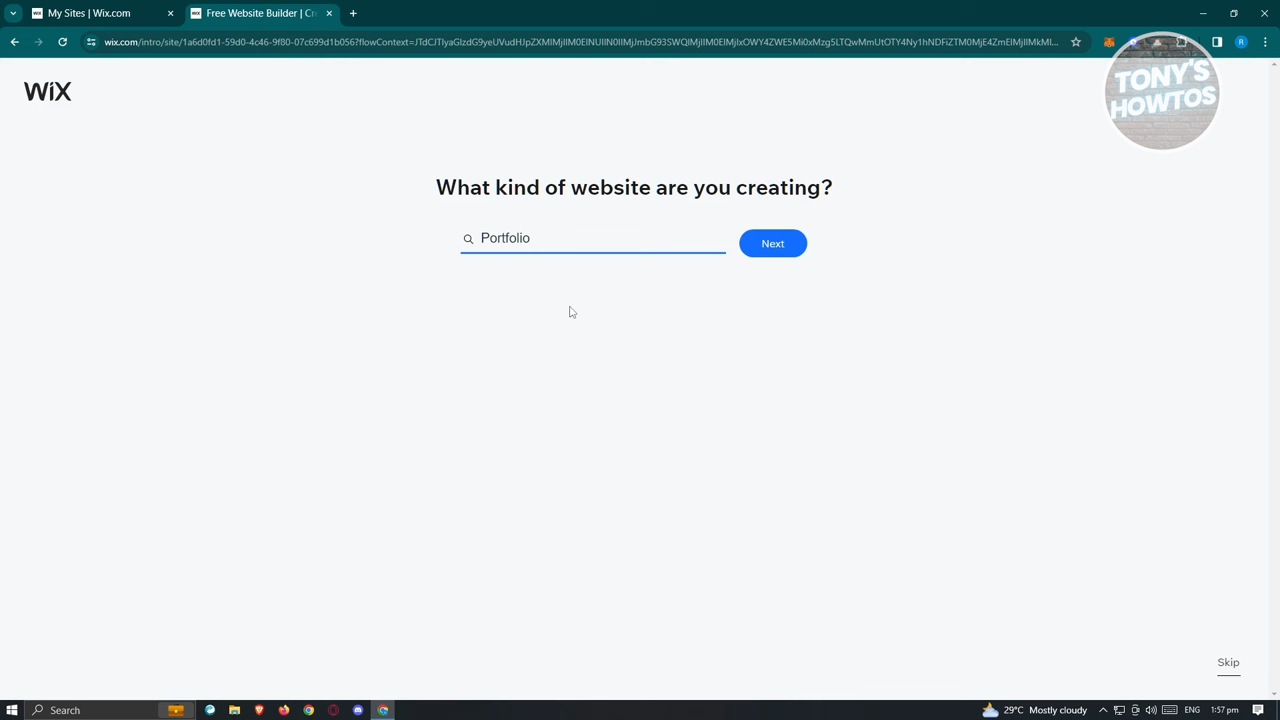 My Sites | Wix.com
Free Website Builder | Cr
WiX
TONY'S
HOWTOS
What kind of website are you creating?
Portfolio
Next
Skip
Search
29°C Mostly cloudy
ENG
1:57 pm